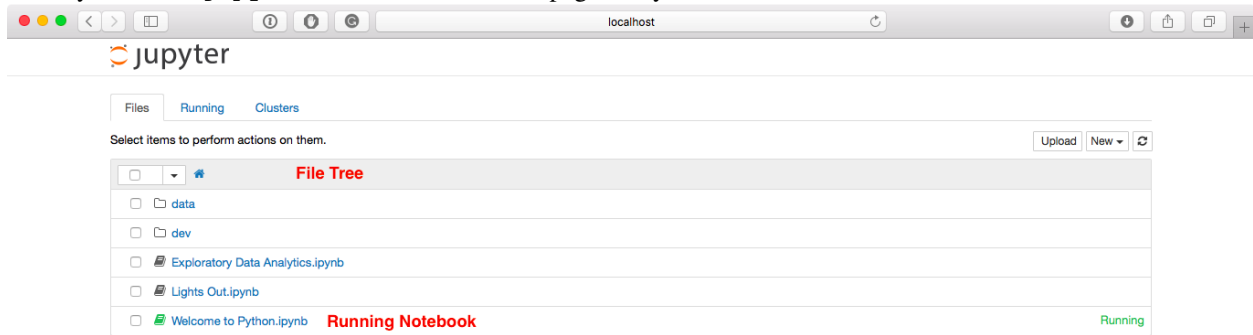 localhost
jupyter
Files Running Clusters
Select items to perform actions on them.
Upload New
File Tree
data
dev
Exploratory Data Analytics.ipynb
Lights Out.ipynb
Welcome to Python.ipynb Running Notebook Running